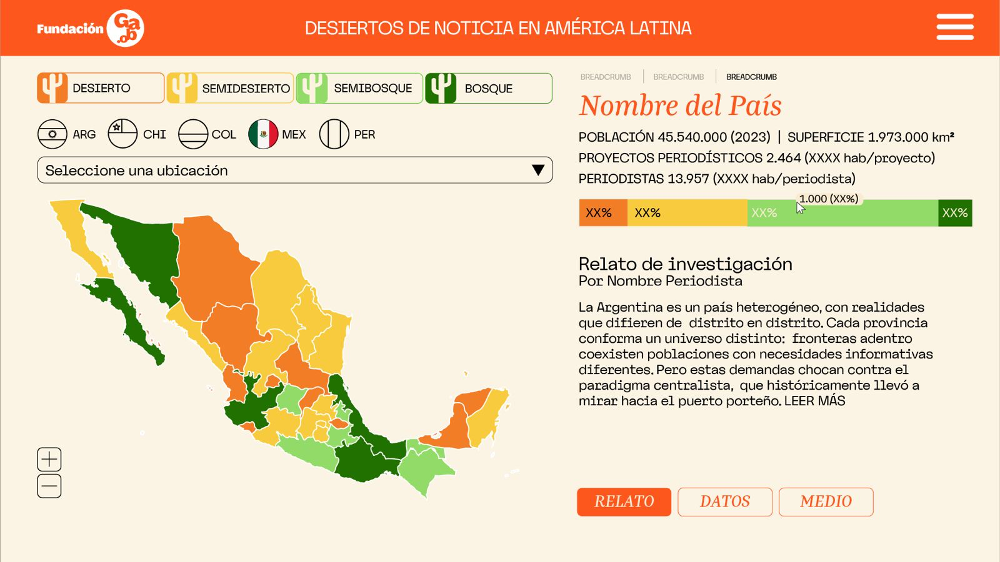 Fundación
Gabo
DESIERTOS DE NOTICIA EN AMÉRICA LATINA
DESIERTO
SEMIDESIERTO
SEMIBOSQUE
BOSQUE
ARG
CHI
COL
MEX
PER
Seleccione una ubicación
BREADCRUMB
BREADCRUMB
BREADCRUMB
Nombre del País
POBLACIÓN 45.540.000 (2023) | SUPERFICIE 1.973.000 km²
PROYECTOS PERIODÍSTICOS 2.464 (XXXX hab/proyecto)
PERIODISTAS 13.957 (XXXX hab/periodista)
1.000 (XX%)
XX%
XX%
XX%
XX%
Relato de investigación
Por Nombre Periodista
La Argentina es un país heterogéneo, con realidades
que difieren de distrito en distrito. Cada provincia
conforma un universo distinto: fronteras adentro
coexisten poblaciones con necesidades informativas
diferentes. Pero estas demandas chocan contra el
paradigma centralista, que históricamente llevó a
mirar hacia el puerto porteño. LEER MÁS
RELATO
DATOS
MEDIO